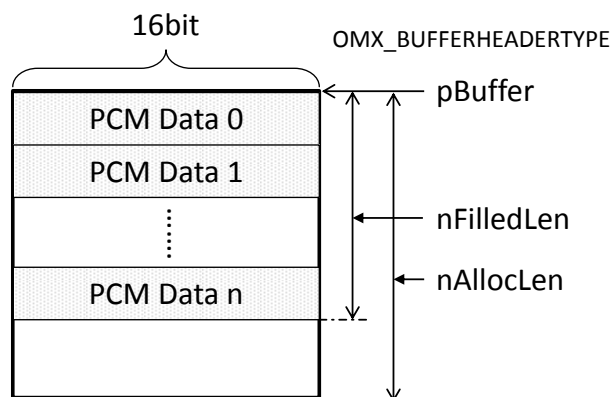 16bit
OMX_BUFFERHEADERTYPE
pBuffer
PCM Data 0
PCM Data 1
nFilledLen
nAllocLen
PCM Data n